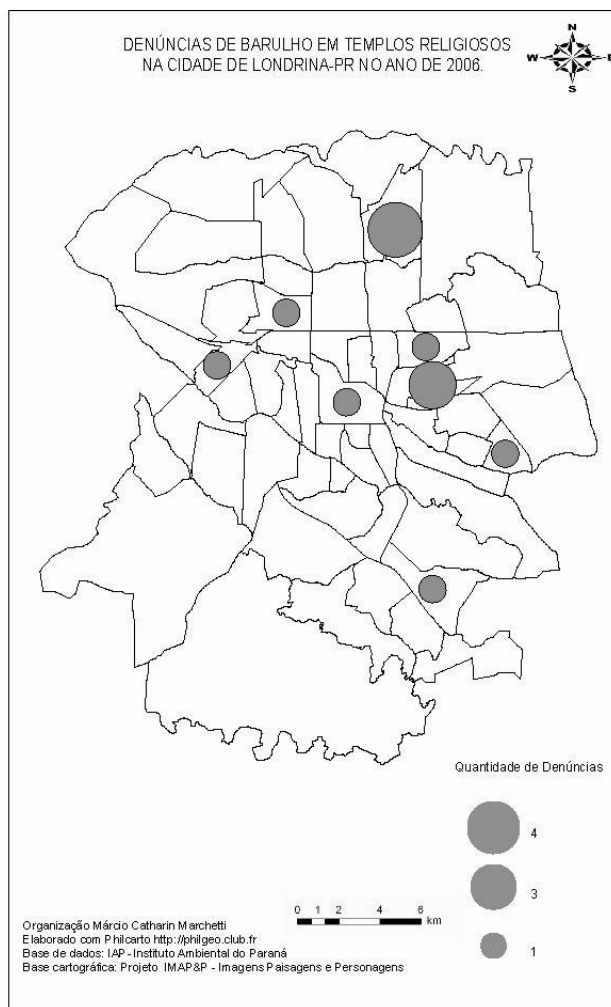 DENÚNCIAS DE BARULHO EM TEMPLOS RELIGIOSOS
NA CIDADE DE LONDRINA-PR NO ANO DE 2006.
N
W
E
S
Quantidade de Denúncias
4
3
1
0 1 2 4 6
km
Organização Márcio Catharin Marchetti
Elaborado com Philcarto http://philgeo.club.fr
Base de dados: IAP - Instituto Ambiental do Paraná
Base cartográfica: Projeto IMAP&P - Imagens Paisagens e Personagens